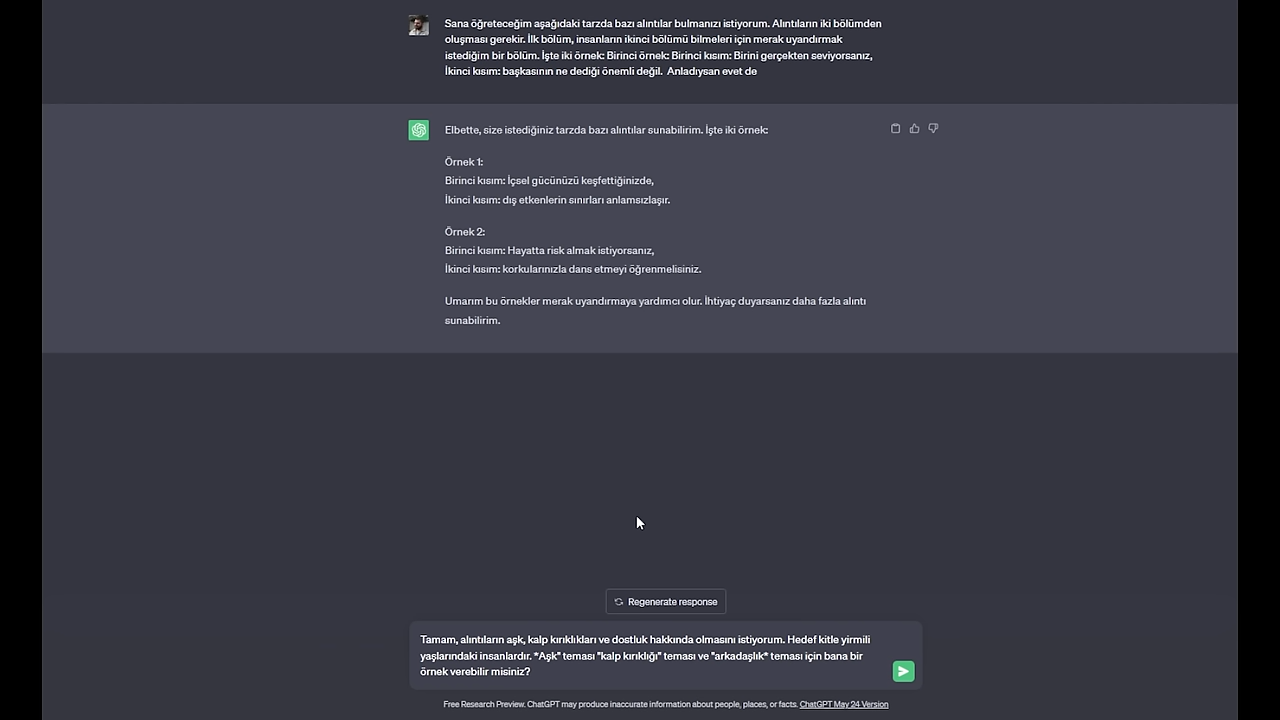 Sana öğreteceğim aşağıdaki tarzda bazı alıntılar bulmanızı istiyorum. Alıntıların iki bölümden
oluşması gerekir. İlk bölüm, insanların ikinci bölümü bilmeleri için merak uyandırmak
istediğim bir bölüm. İşte iki örnek: Birinci örnek: Birinci kısım: Birini gerçekten seviyorsanız,
İkinci kısım: başkasının ne dediği önemli değil. Anladıysan evet de
Elbette, size istediğiniz tarzda bazı alıntılar sunabilirim. İşte iki örnek:
Örnek 1:
Birinci kısım: İçsel gücünüzü keşfettiğinizde,
İkinci kısım: dış etkenlerin sınırları anlamsızlaşır.
Örnek 2:
Birinci kısım: Hayatta risk almak istiyorsanız,
İkinci kısım: korkularınızla dans etmeyi öğrenmelisiniz.
Umarım bu örnekler merak uyandırmaya yardımcı olur. İhtiyaç duyarsanız daha fazla alıntı
sunabilirim.
Regenerate response
Tamam, alıntıların aşk, kalp kırıklıkları ve dostluk hakkında olmasını istiyorum. Hedef kitle yirmili
yaşlarındaki insanlardır. *Aşk" teması "kalp kırıklığı" teması ve "arkadaşlık* teması için bana bir
örnek verebilir misiniz?
Free Research Preview. ChatGPT may produce inaccurate information about people, places, or facts. ChatGPT May 24 Version